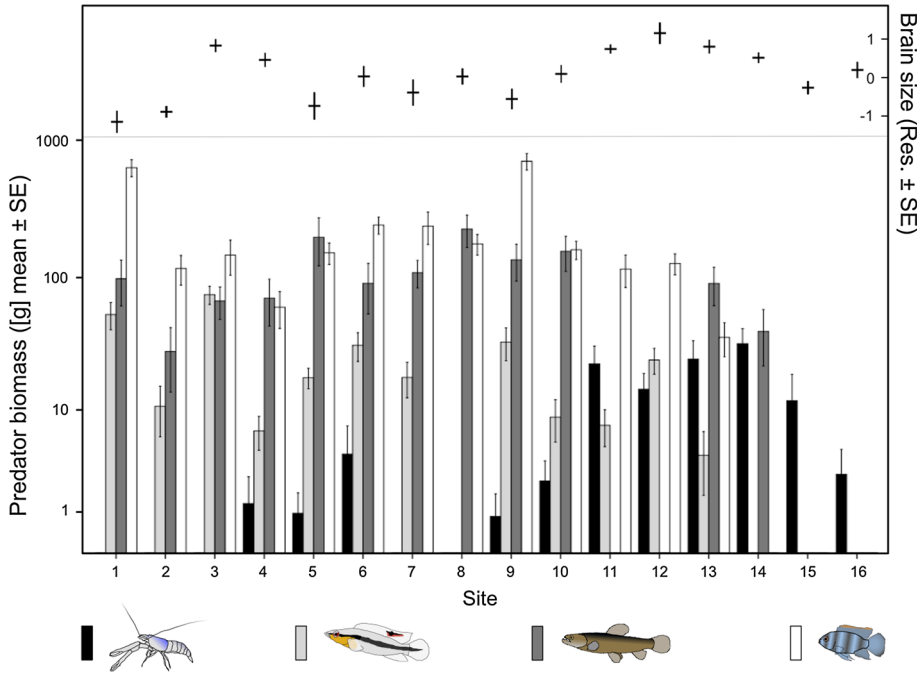 Brain size (Res. ± SE)
1
0
-1
Predator biomass ([g] mean ± SE)
1000
100
10
1
1 2 3 4 5 6 7 8 9 10 11 12 13 14 15 16
Site